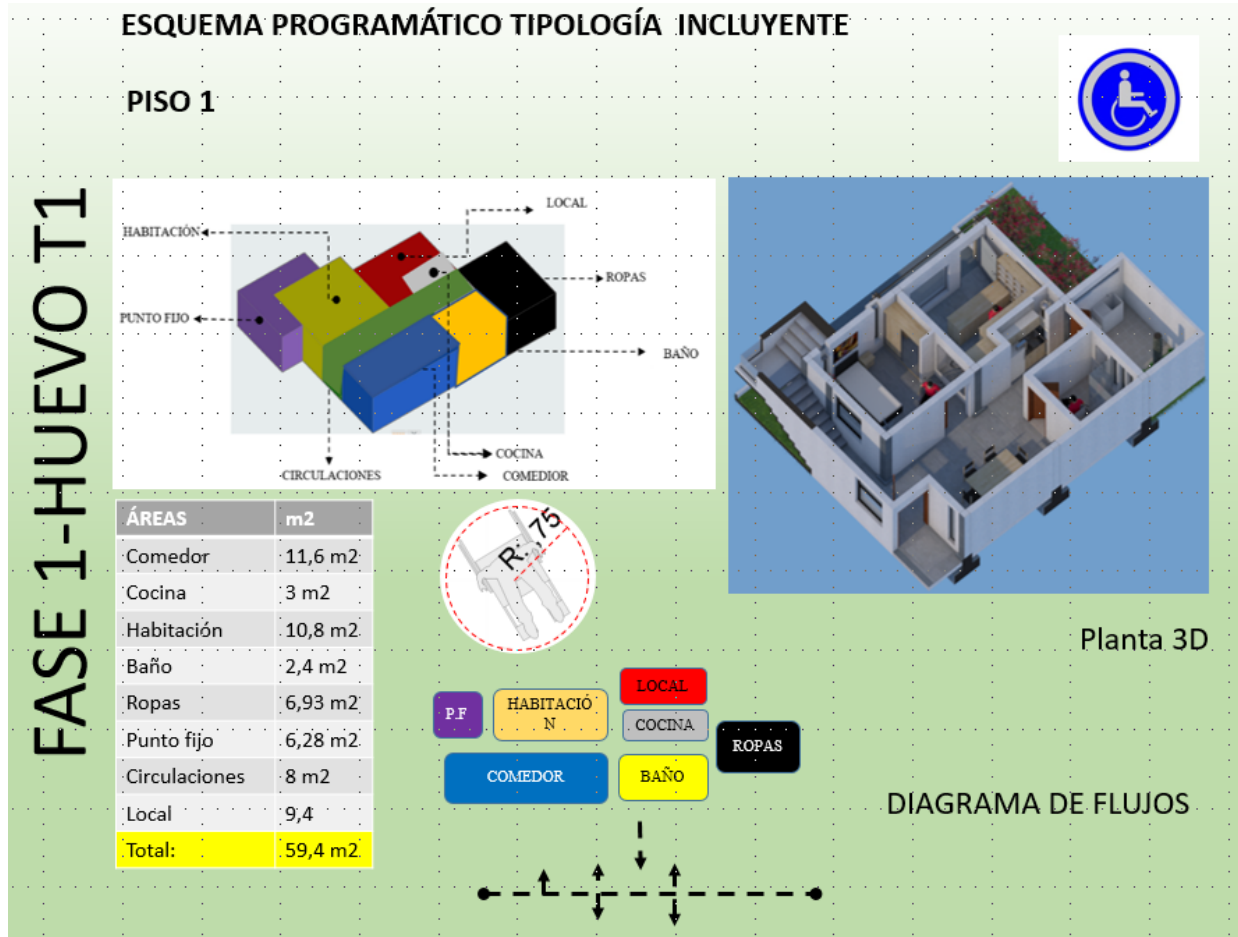 ESQUEMA PROGRAMÁTICO TIPOLOGÍA INCLUYENTE
PISO 1
FASE 1-HUEVO T1
LOCAL
HABITACIÓN
ROPAS
PUNTO FIJO
BAÑO
COCINA
CIRCULACIONES
COMEDIOR
ÁREAS m2
Comedor 11,6 m2
Cocina 3 m2
Habitación 10,8 m2
Baño 2,4 m2
Ropas 6,93 m2
Punto fijo 6,28 m2
Circulaciones 8 m2
Local 9,4
Total: 59,4 m2
R: ,75
Planta 3D
P.F
HABITACIÓ
N
LOCAL
COCINA
ROPAS
COMEDOR
BAÑO
DIAGRAMA DE FLUJOS